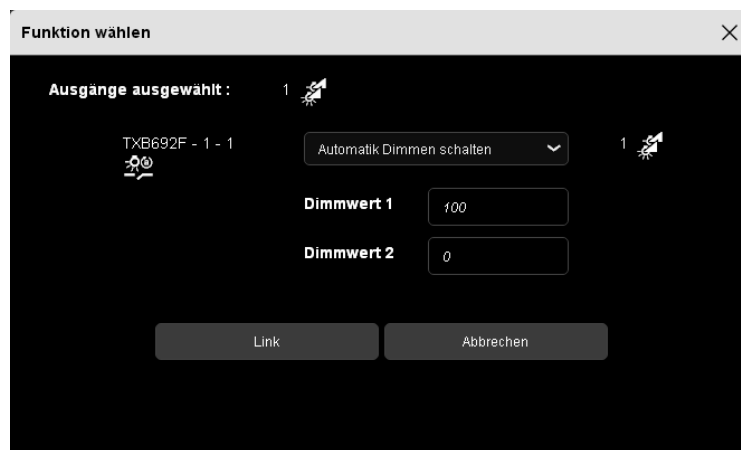 Funktion wählen
Ausgänge ausgewählt : 1
TXB692F - 1 - 1 Automatik Dimmen schalten 1
Dimmwert 1 100
Dimmwert 2 0
Link Abbrechen